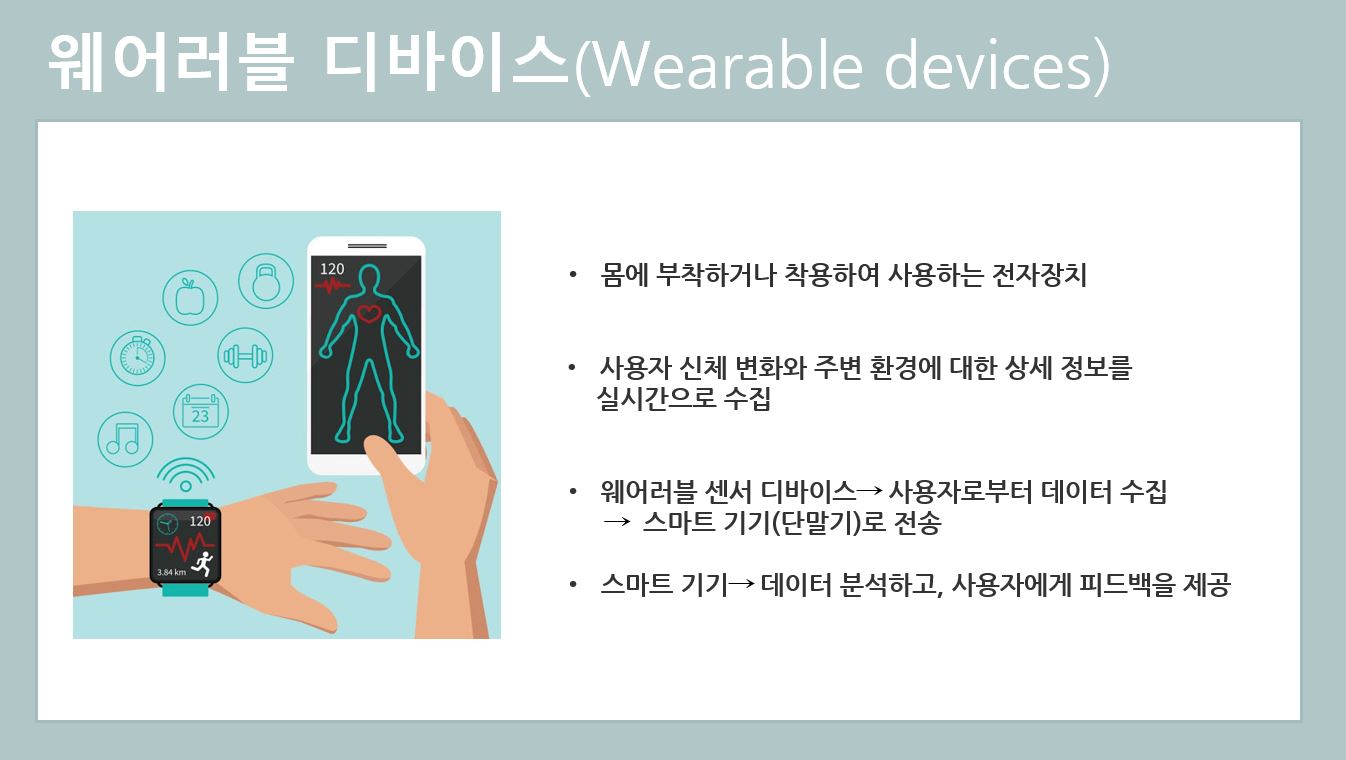 웨어러블 디바이스(Wearable devices)
120
23
120
3.84 km
• 몸에 부착하거나 착용하여 사용하는 전자장치
• 사용자 신체 변화와 주변 환경에 대한 상세 정보를
실시간으로 수집
• 웨어러블 센서 디바이스→ 사용자로부터 데이터 수집
→ 스마트 기기(단말기)로 전송
• 스마트 기기→ 데이터 분석하고, 사용자에게 피드백을 제공